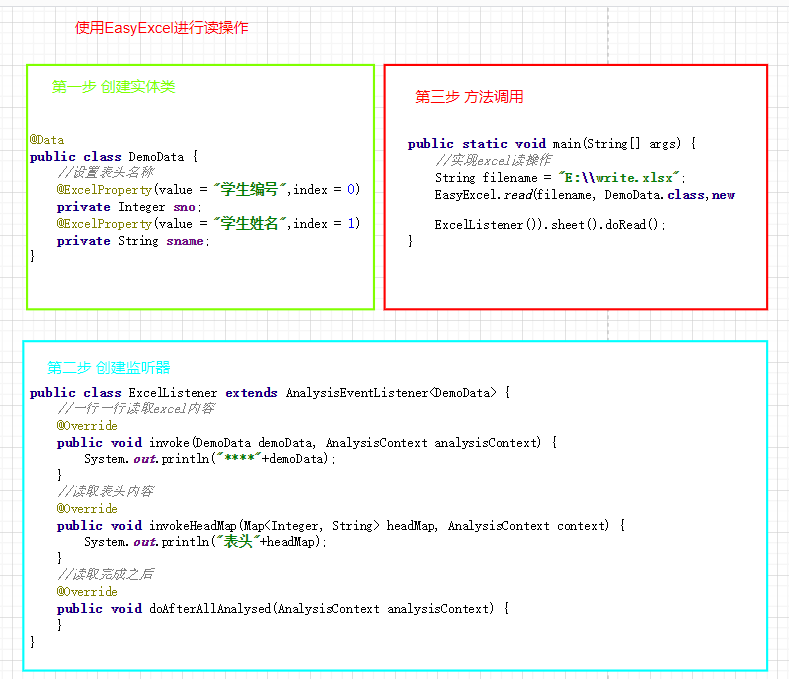 使用EasyExcel进行读操作
第一步 创建实体类
@Data
public class DemoData {
//设置表头名称
@ExcelProperty(value = "学生编号",index = 0)
private Integer sno;
@ExcelProperty(value = "学生姓名",index = 1)
private String sname;
}
第三步 方法调用
public static void main(String[] args) {
//实现excel读操作
String filename = "E:\\write.xlsx";
EasyExcel.read(filename, DemoData.class,new
ExcelListener()).sheet().doRead();
}
第二步 创建监听器
public class ExcelListener extends AnalysisEventListener<DemoData> {
//一行一行读取excel内容
@Override
public void invoke(DemoData demoData, AnalysisContext analysisContext) {
System.out.println("****"+demoData);
}
//读取表头内容
@Override
public void invokeHeadMap(Map<Integer, String> headMap, AnalysisContext context) {
System.out.println("表头"+headMap);
}
//读取完成之后
@Override
public void doAfterAllAnalysed(AnalysisContext analysisContext) {
}
}